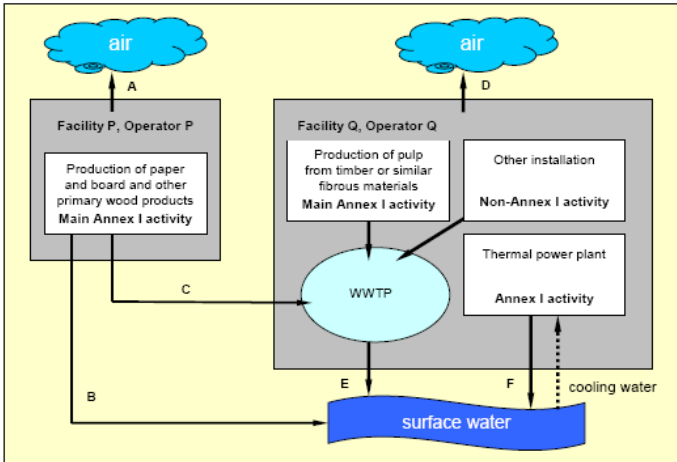 air
air
A
D
Facility P, Operator P
Facility Q, Operator Q
Production of paper
and board and other
primary wood products
Main Annex I activity
Production of pulp
from timber or similar
fibrous materials
Main Annex I activity
Other installation
Non-Annex I activity
Thermal power plant
Annex I activity
WWTP
C
B
E
F
cooling water
surface water